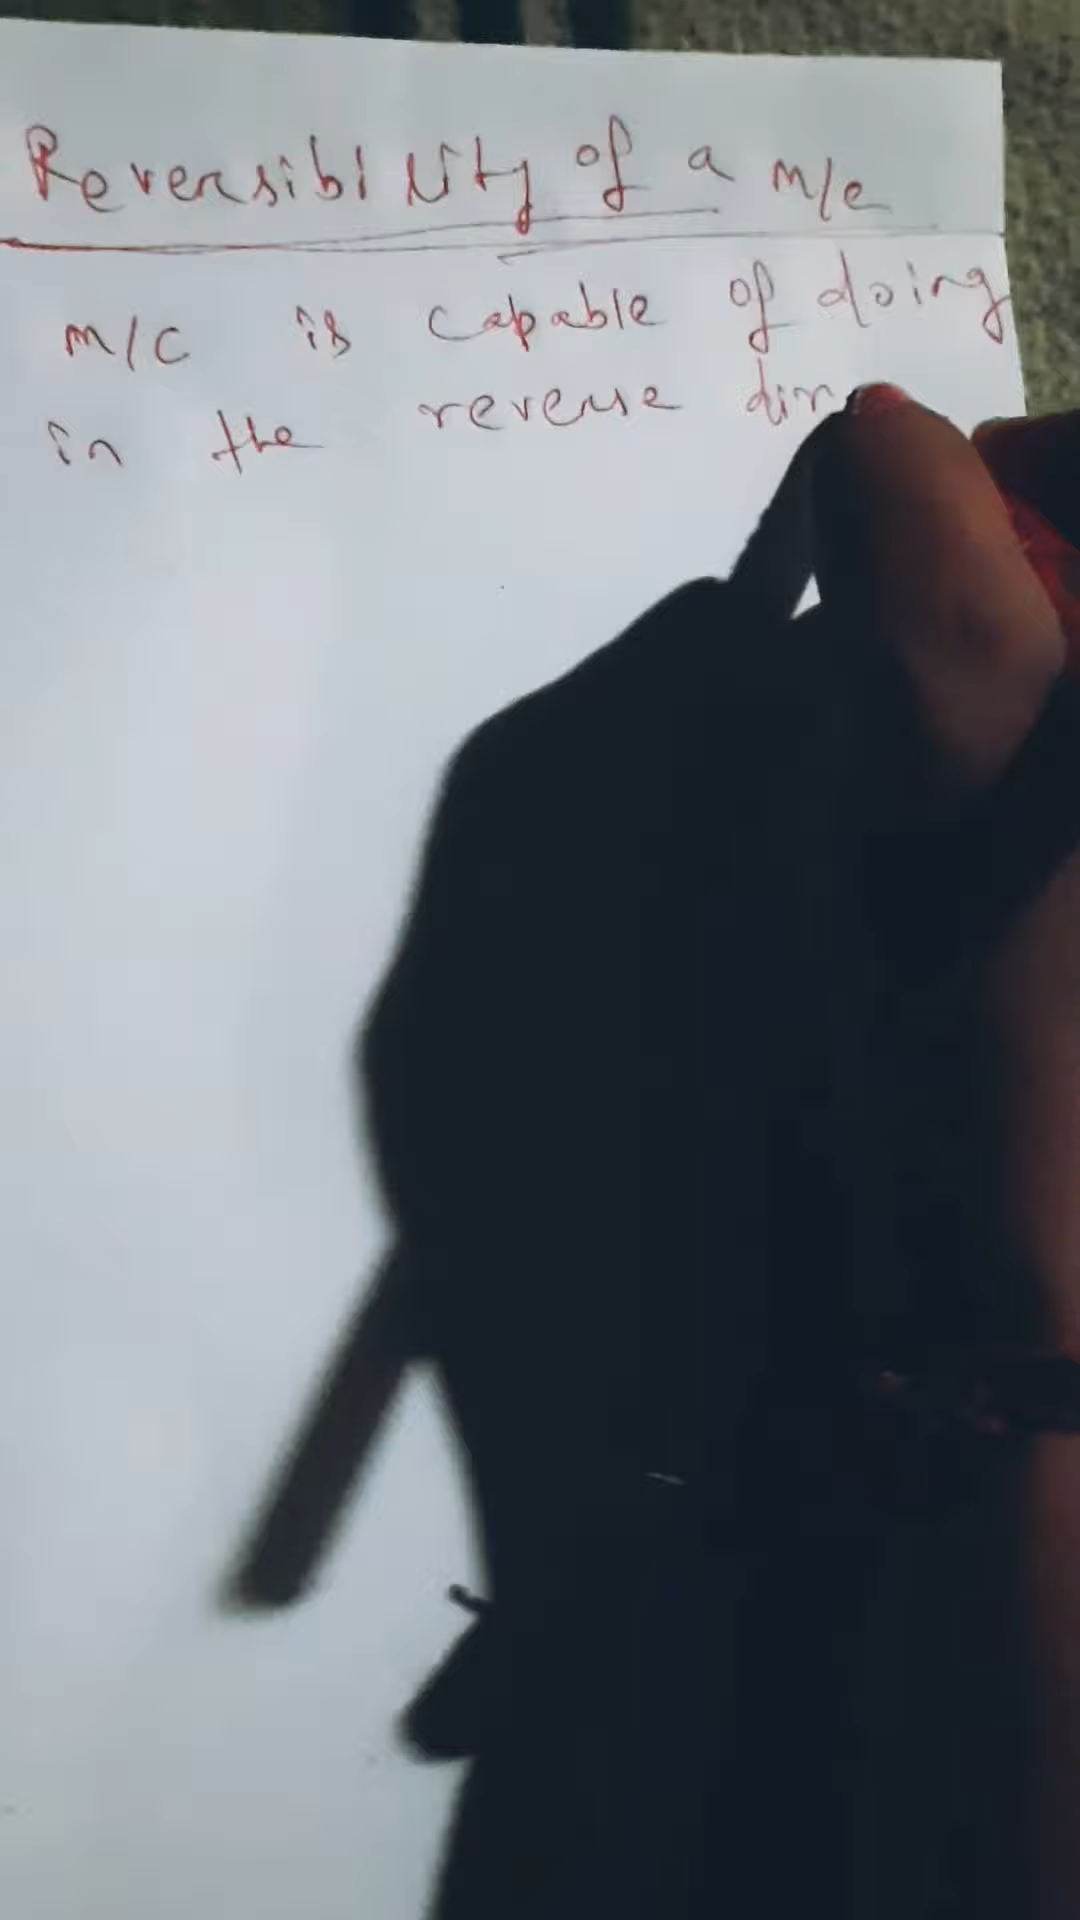 Reversibility of a m/c
m/c is capable of doing
in the reverse dir